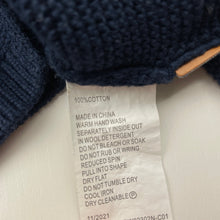 100%COTTON
MADE IN CHINA
WARM HAND WASH
SEPARATELY INSIDE OUT
IN WOOL DETERGENT
DO NOT BLEACH OR SOAK
DO NOT RUB OR WRING
REDUCED SPIN
PULL INTO SHAPE
DRY FLAT
DO NOT TUMBLE DRY
COOL IRON
DRY CLEANABLE
11/2021